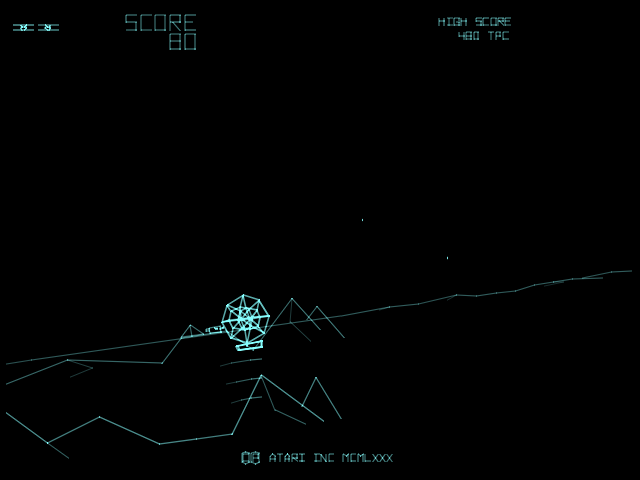 SCORE
80
HIGH SCORE
480 TPC
ATARI INC MCMLXXX